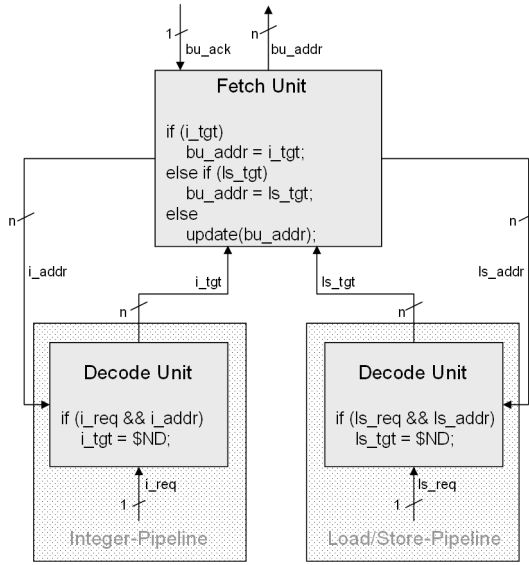 1
bu_ack
n
bu_addr
Fetch Unit
if (i_tgt)
bu_addr = i_tgt;
else if (ls_tgt)
bu_addr = ls_tgt;
else
update(bu_addr);
n
n
i_addr
i_tgt
ls_tgt
ls_addr
n
n
Decode Unit
if (i_req && i_addr)
i_tgt = $ND;
Decode Unit
if (ls_req && ls_addr)
ls_tgt = $ND;
i_req
1
ls_req
1
Integer-Pipeline
Load/Store-Pipeline